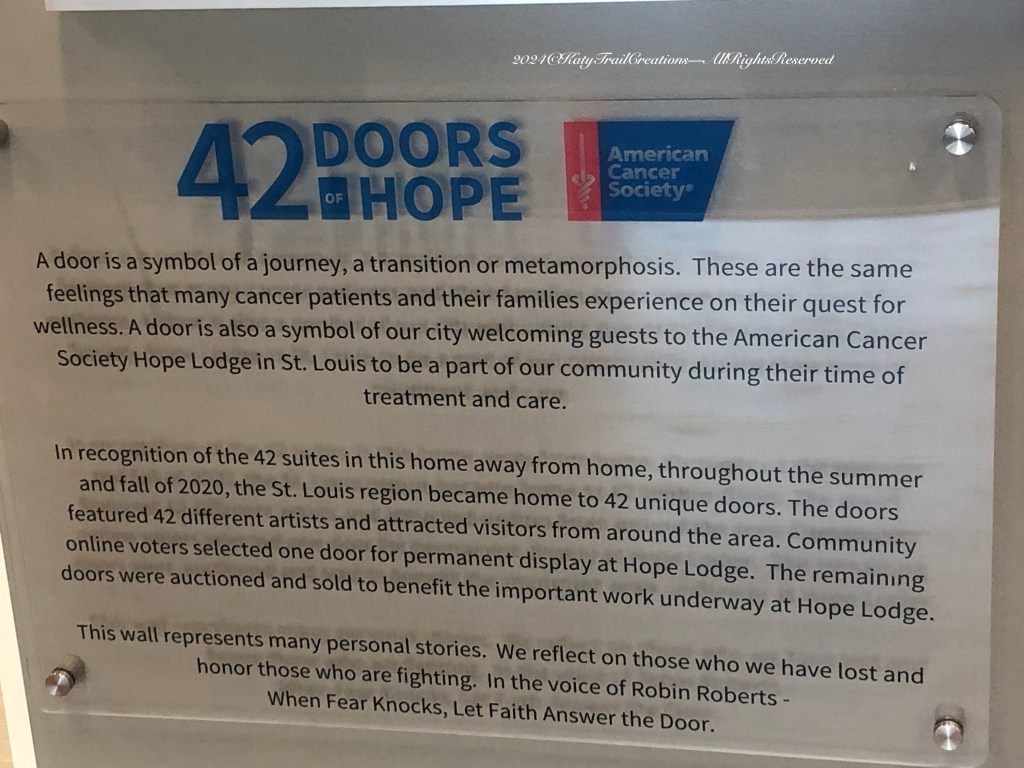 2024©KatyTrailCreations—AllRightsReserved
42 DOORS OF HOPE
American
Cancer
Society®
A door is a symbol of a journey, a transition or metamorphosis. These are the same
feelings that many cancer patients and their families experience on their quest for
wellness. A door is also a symbol of our city welcoming guests to the American Cancer
Society Hope Lodge in St. Louis to be a part of our community during their time of
treatment and care.
In recognition of the 42 suites in this home away from home, throughout the summer
and fall of 2020, the St. Louis region became home to 42 unique doors. The doors
featured 42 different artists and attracted visitors from around the area. Community
online voters selected one door for permanent display at Hope Lodge. The remaining
doors were auctioned and sold to benefit the important work underway at Hope Lodge.
This wall represents many personal stories. We reflect on those who we have lost and
honor those who are fighting. In the voice of Robin Roberts -
When Fear Knocks, Let Faith Answer the Door.